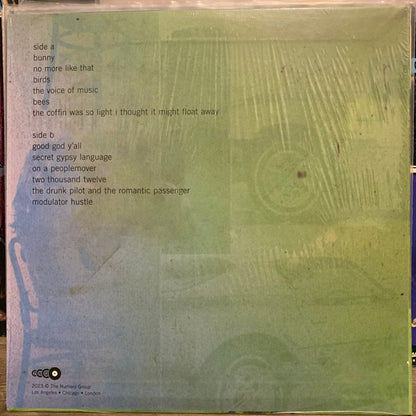 side a
bunny
no more like that
birds
the voice of music
bees
the coffin was so light i thought it might float away
side b
good god y'all
secret gypsy language
on a peoplemover
two thousand twelve
the drunk pilot and the romantic passenger
modulator hustle
2023 © The Numero Group
Los Angeles • Chicago • London